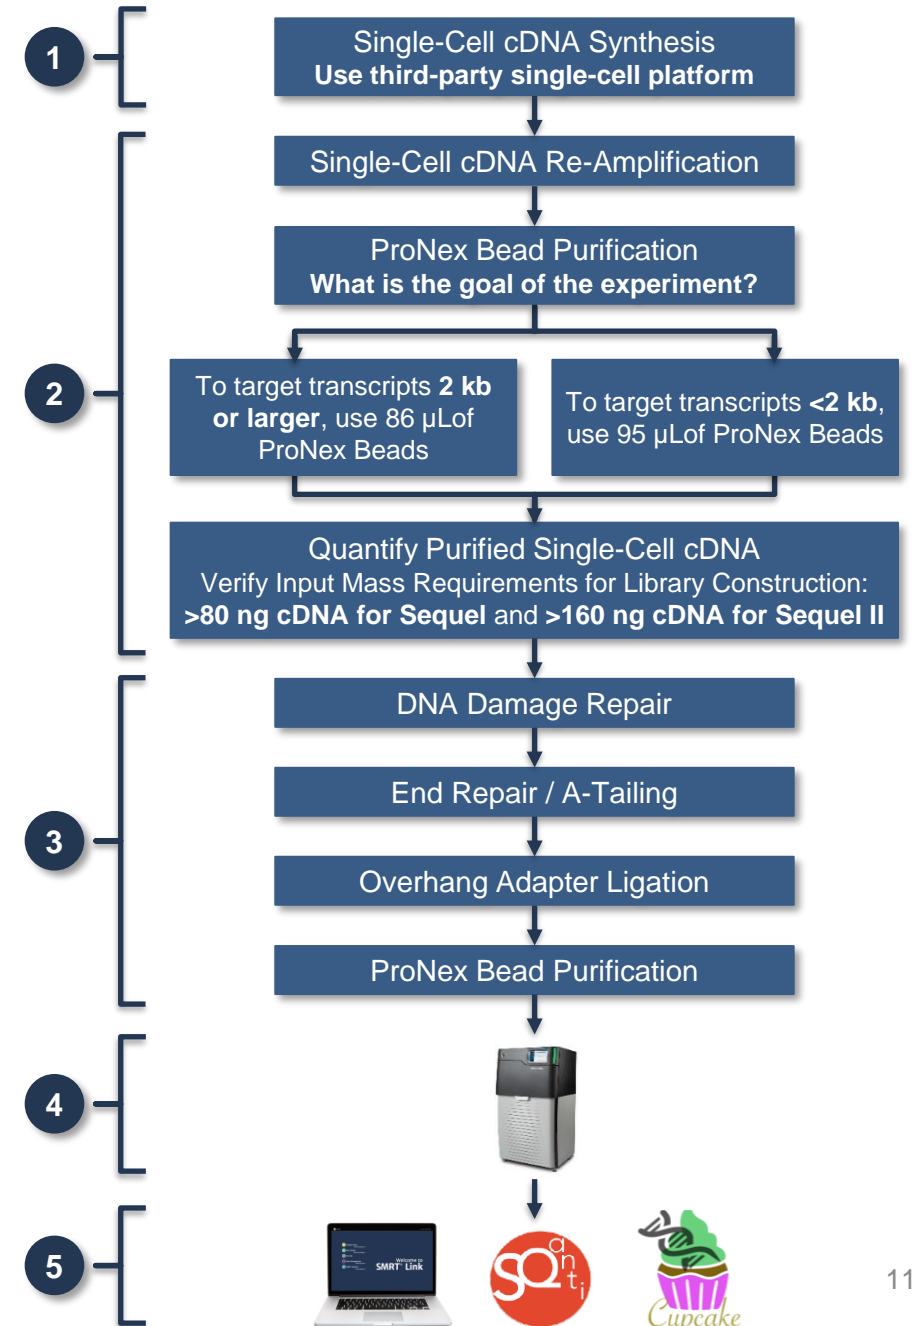 1
Single-Cell cDNA Synthesis
Use third-party single-cell platform
Single-Cell cDNA Re-Amplification
ProNex Bead Purification
What is the goal of the experiment?
2
To target transcripts 2 kb
or larger, use 86 µLof
ProNex Beads
To target transcripts <2 kb,
use 95 µLof ProNex Beads
Quantify Purified Single-Cell cDNA
Verify Input Mass Requirements for Library Construction:
>80 ng cDNA for Sequel and >160 ng cDNA for Sequel II
3
DNA Damage Repair
End Repair / A-Tailing
Overhang Adapter Ligation
ProNex Bead Purification
4
5
Welcome to
SMRT® Link
SQanti
Cupcake
11